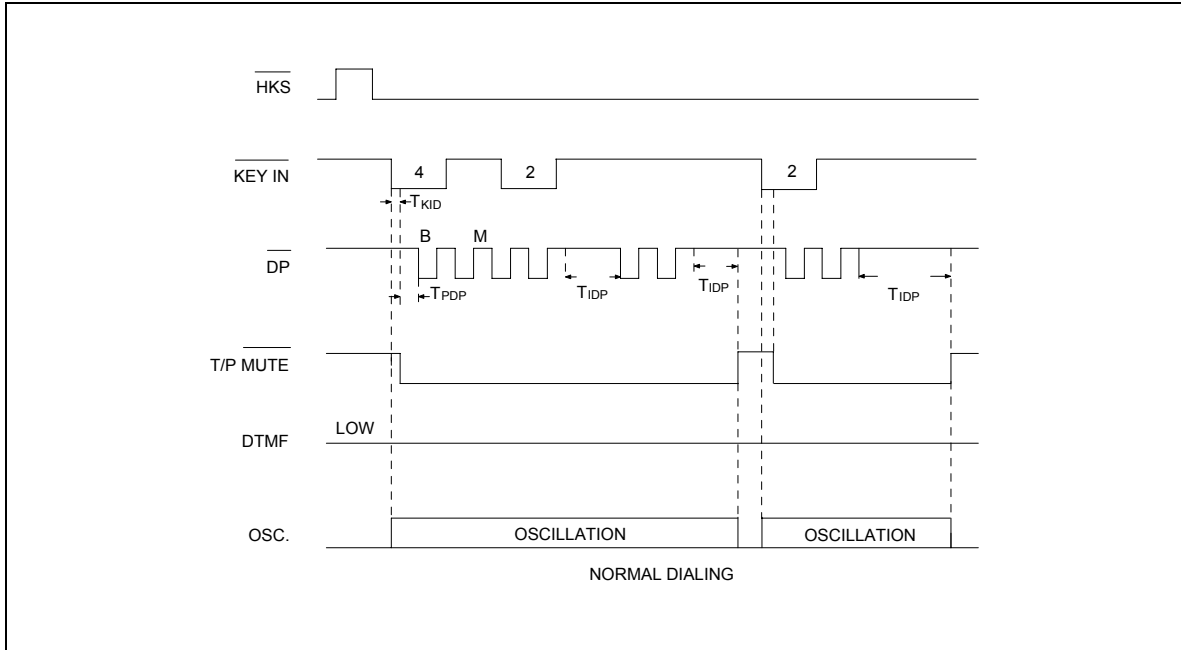 HKS
KEY IN
4
2
2
TKID
B
M
DP
TPDP
TIDP
TIDP
TIDP
T/P MUTE
LOW
DTMF
OSC.
OSCILLATION
OSCILLATION
NORMAL DIALING